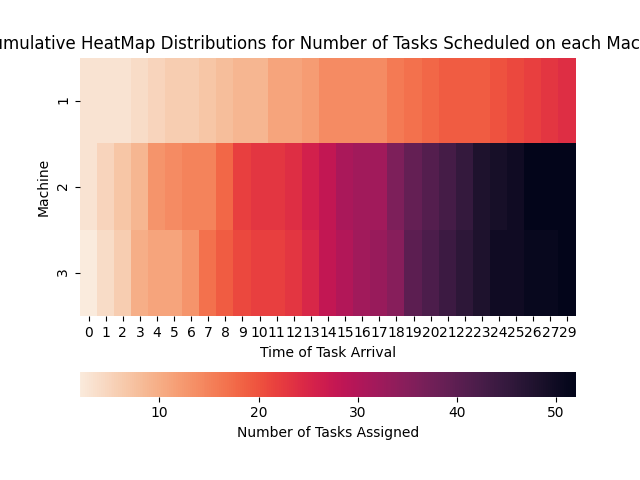 umulative HeatMap Distributions for Number of Tasks Scheduled on each Mac
1
2
3
Machine
0 1 2 3 4 5 6 7 8 9 10 11 12 13 14 15 16 17 18 19 20 21 22 23 24 25 26 27 29
Time of Task Arrival
10 20 30 40 50
Number of Tasks Assigned